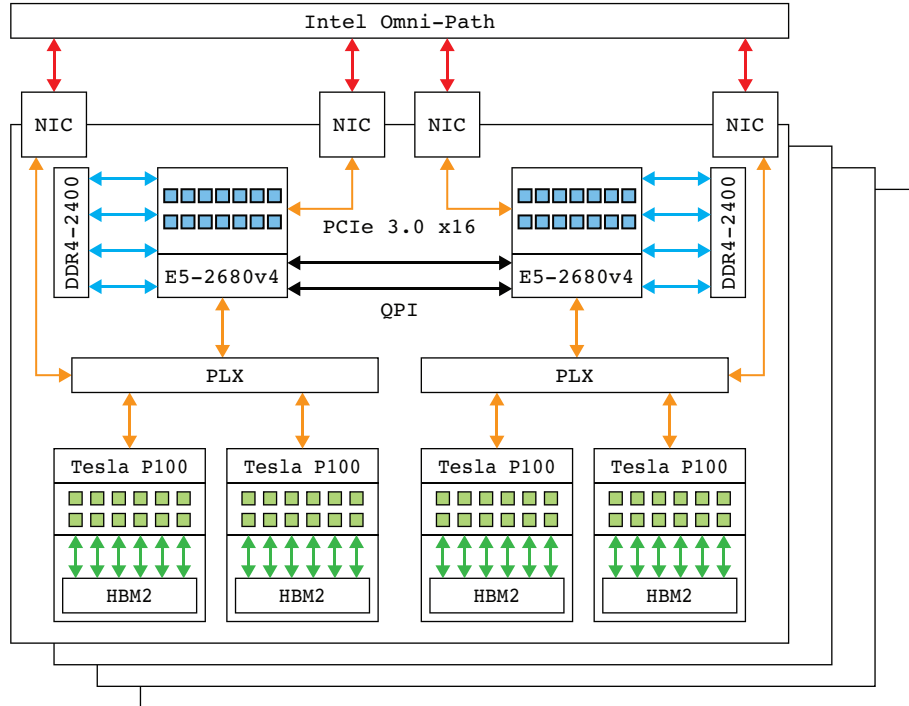 Intel Omni-Path
NIC
NIC
NIC
NIC
DDR4-2400
PCIe 3.0 x16
DDR4-2400
E5-2680v4
E5-2680v4
QPI
PLX
PLX
Tesla P100
Tesla P100
Tesla P100
Tesla P100
HBM2
HBM2
HBM2
HBM2